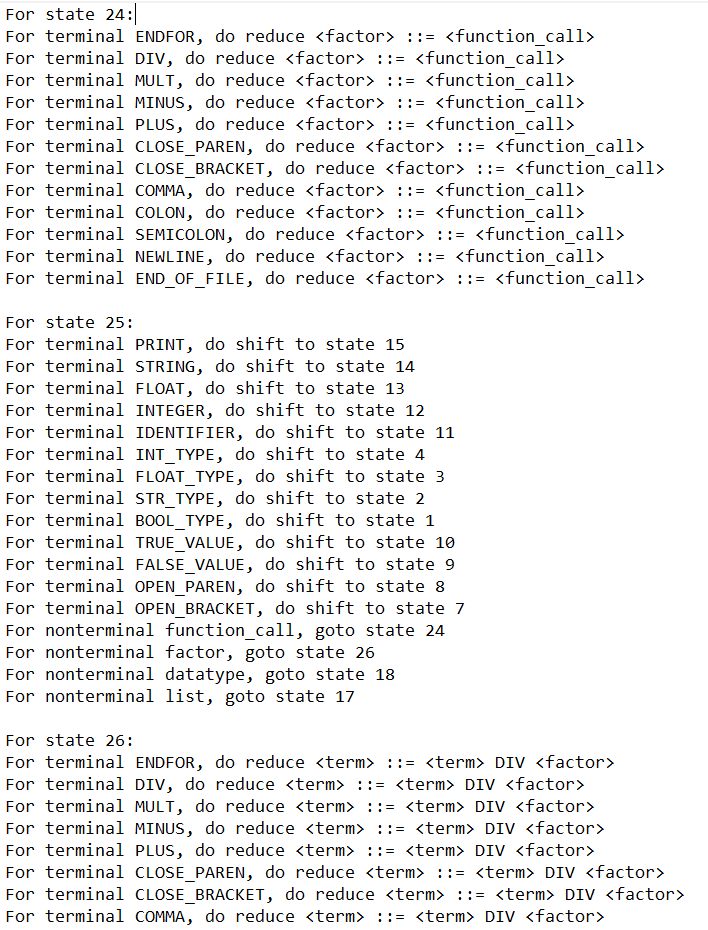 For state 24:
For terminal ENDFOR, do reduce <factor> ::= <function_call>
For terminal DIV, do reduce <factor> ::= <function_call>
For terminal MULT, do reduce <factor> ::= <function_call>
For terminal MINUS, do reduce <factor> ::= <function_call>
For terminal PLUS, do reduce <factor> ::= <function_call>
For terminal CLOSE_PAREN, do reduce <factor> ::= <function_call>
For terminal CLOSE_BRACKET, do reduce <factor> ::= <function_call>
For terminal COMMA, do reduce <factor> ::= <function_call>
For terminal COLON, do reduce <factor> ::= <function_call>
For terminal SEMICOLON, do reduce <factor> ::= <function_call>
For terminal NEWLINE, do reduce <factor> ::= <function_call>
For terminal END_OF_FILE, do reduce <factor> ::= <function_call>

For state 25:
For terminal PRINT, do shift to state 15
For terminal STRING, do shift to state 14
For terminal FLOAT, do shift to state 13
For terminal INTEGER, do shift to state 12
For terminal IDENTIFIER, do shift to state 11
For terminal INT_TYPE, do shift to state 4
For terminal FLOAT_TYPE, do shift to state 3
For terminal STR_TYPE, do shift to state 2
For terminal BOOL_TYPE, do shift to state 1
For terminal TRUE_VALUE, do shift to state 10
For terminal FALSE_VALUE, do shift to state 9
For terminal OPEN_PAREN, do shift to state 8
For terminal OPEN_BRACKET, do shift to state 7
For nonterminal function_call, goto state 24
For nonterminal factor, goto state 26
For nonterminal datatype, goto state 18
For nonterminal list, goto state 17

For state 26:
For terminal ENDFOR, do reduce <term> ::= <term> DIV <factor>
For terminal DIV, do reduce <term> ::= <term> DIV <factor>
For terminal MULT, do reduce <term> ::= <term> DIV <factor>
For terminal MINUS, do reduce <term> ::= <term> DIV <factor>
For terminal PLUS, do reduce <term> ::= <term> DIV <factor>
For terminal CLOSE_PAREN, do reduce <term> ::= <term> DIV <factor>
For terminal CLOSE_BRACKET, do reduce <term> ::= <term> DIV <factor>
For terminal COMMA, do reduce <term> ::= <term> DIV <factor>